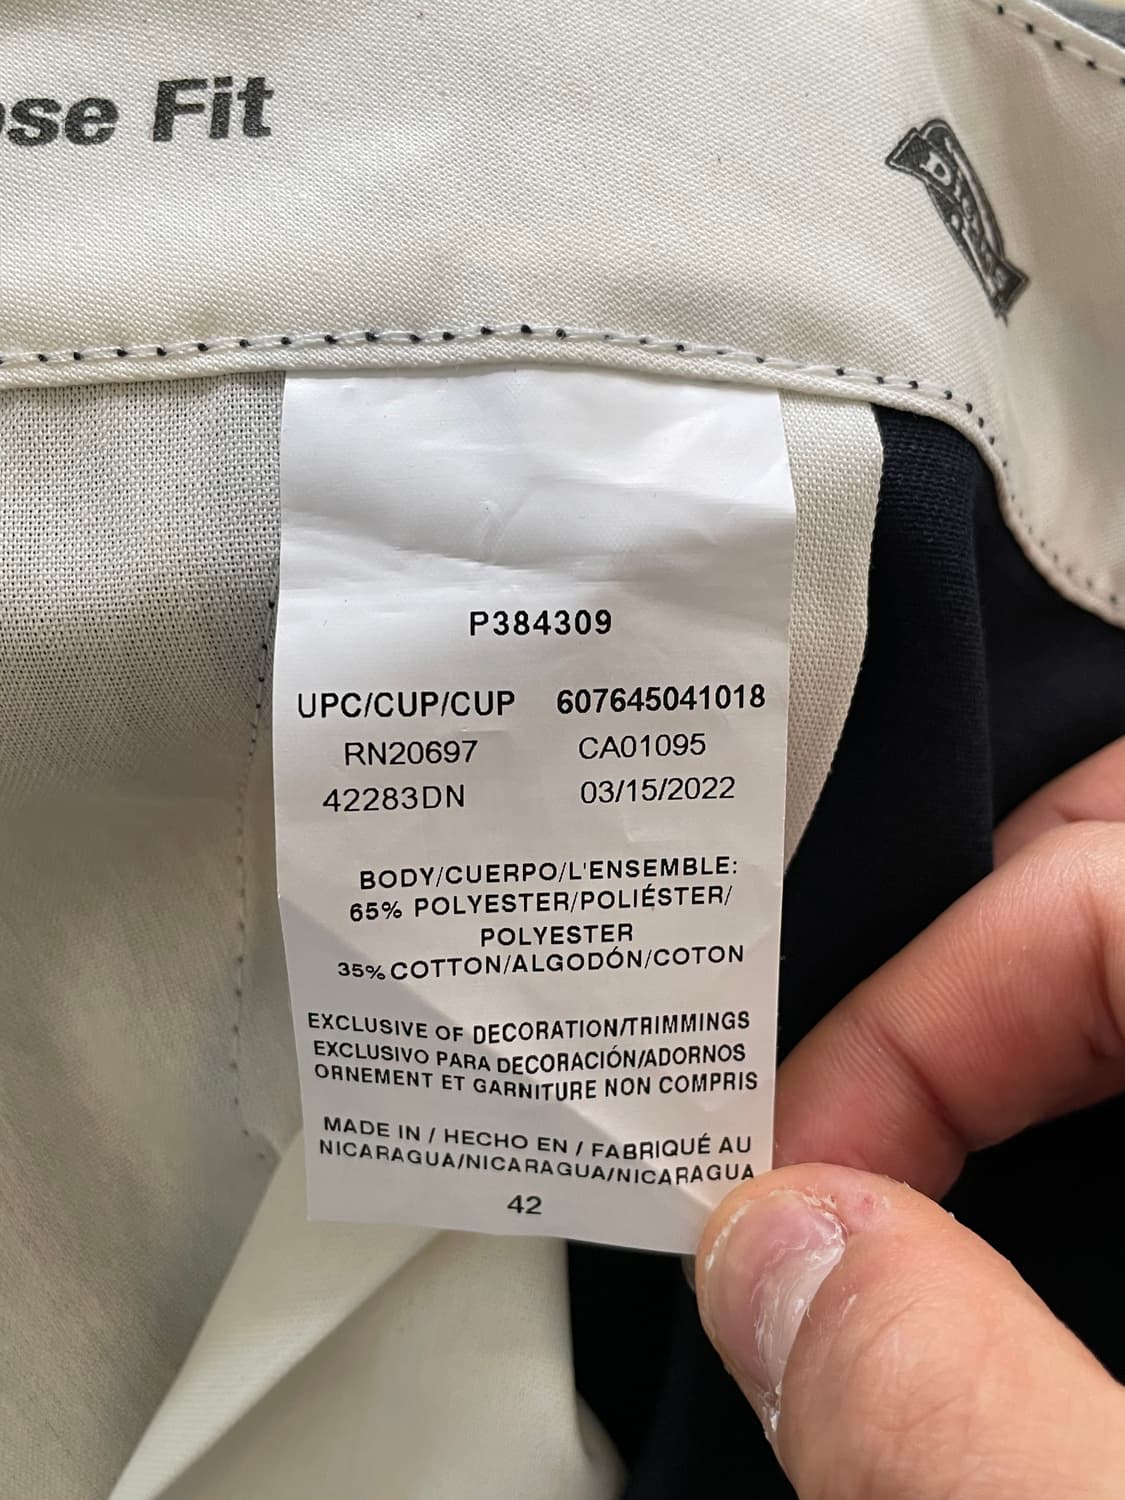 ose Fit
Dickies
P384309
UPC/CUP/CUP 607645041018
RN20697 CA01095
42283DN 03/15/2022
BODY/CUERPO/L'ENSEMBLE:
65% POLYESTER/POLIÉSTER/
POLYESTER
35% COTTON/ALGODÓN/COTON
EXCLUSIVE OF DECORATION/TRIMMINGS
EXCLUSIVO PARA DECORACIÓN/ADORNOS
ORNEMENT ET GARNITURE NON COMPRIS
MADE IN / HECHO EN / FABRIQUÉ AU
NICARAGUA/NICARAGUA/NICARAGUA
42